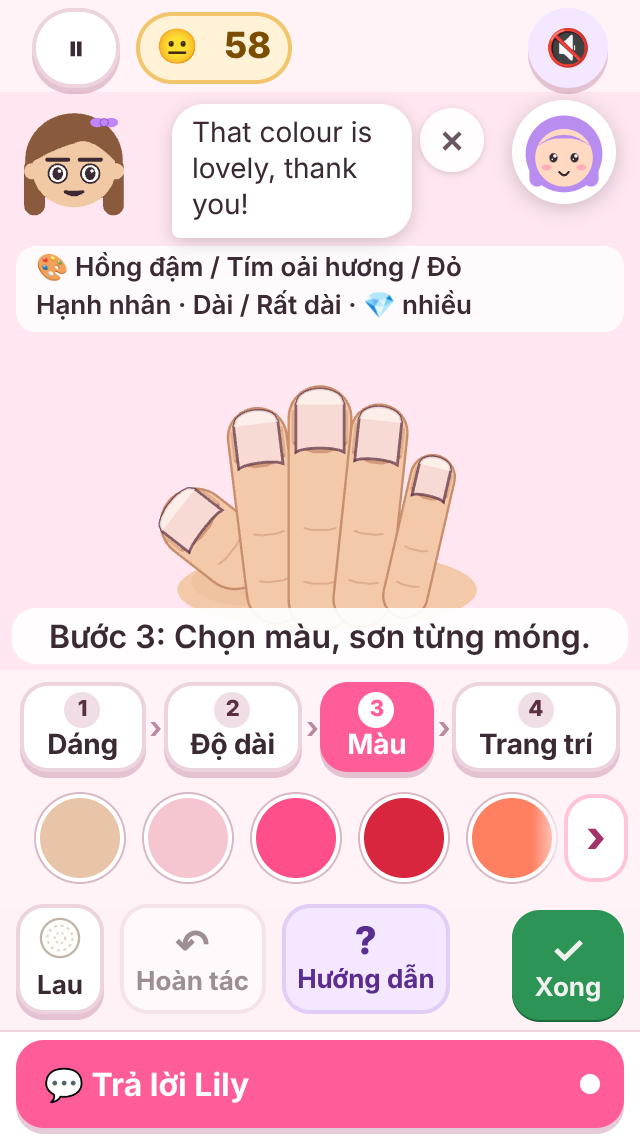 58
That colour is
lovely, thank
you!
Hồng đậm / Tím oải hương / Đỏ
Hạnh nhân · Dài / Rất dài · 💎 nhiều
Bước 3: Chọn màu, sơn từng móng.
1 Dáng
2 Độ dài
3 Màu
4 Trang trí
Lau
Hoàn tác
? Hướng dẫn
Xong
Trả lời Lily